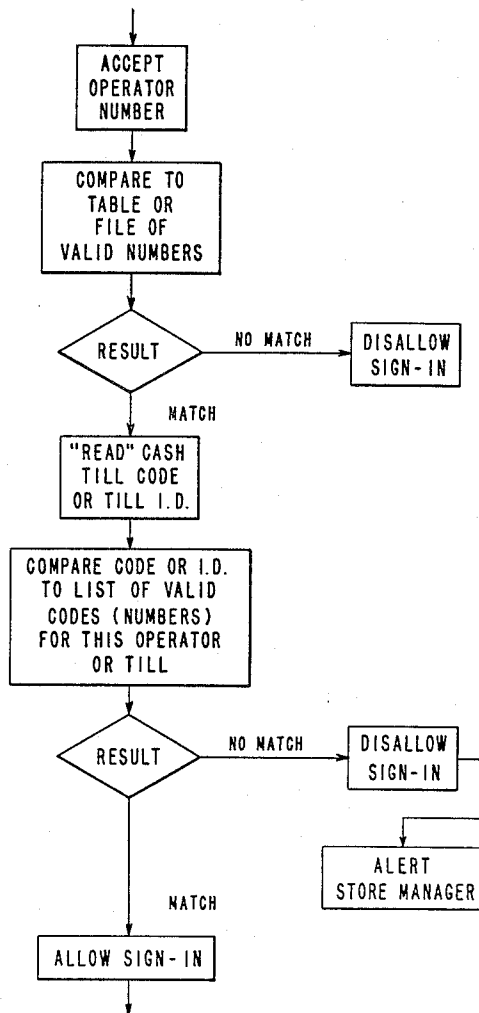 ACCEPT
OPERATOR
NUMBER
COMPARE TO
TABLE OR
FILE OF
VALID NUMBERS
RESULT
NO MATCH
DISALLOW
SIGN-IN
MATCH
"READ" CASH
TILL CODE
OR TILL I.D.
COMPARE CODE OR I.D.
TO LIST OF VALID
CODES (NUMBERS)
FOR THIS OPERATOR
OR TILL
RESULT
NO MATCH
DISALLOW
SIGN-IN
ALERT
STORE MANAGER
MATCH
ALLOW SIGN-IN